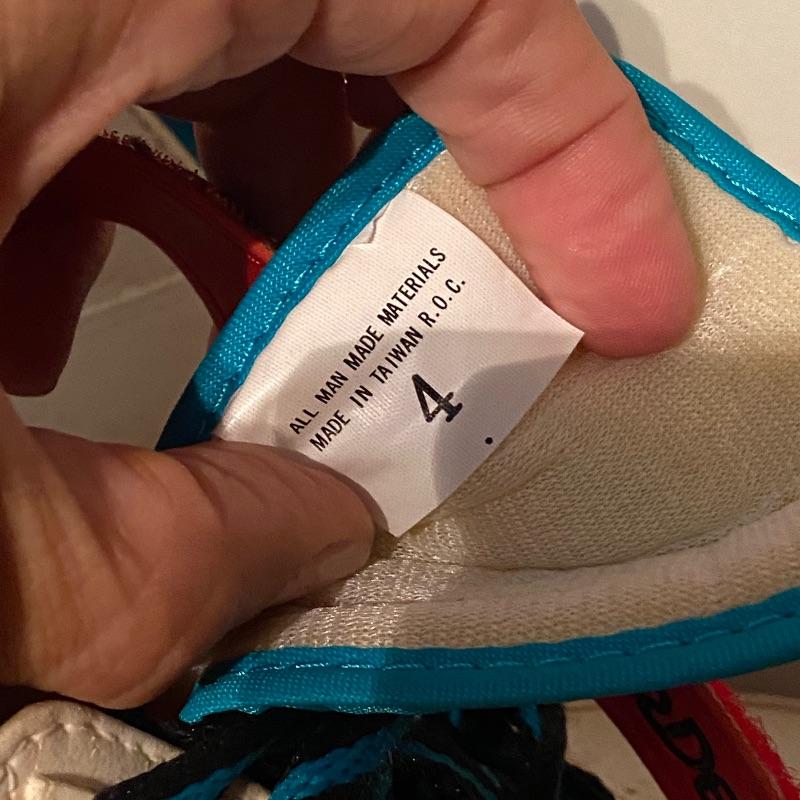 ALL MAN MADE MATERIALS
MADE IN TAIWAN R.O.C.
4